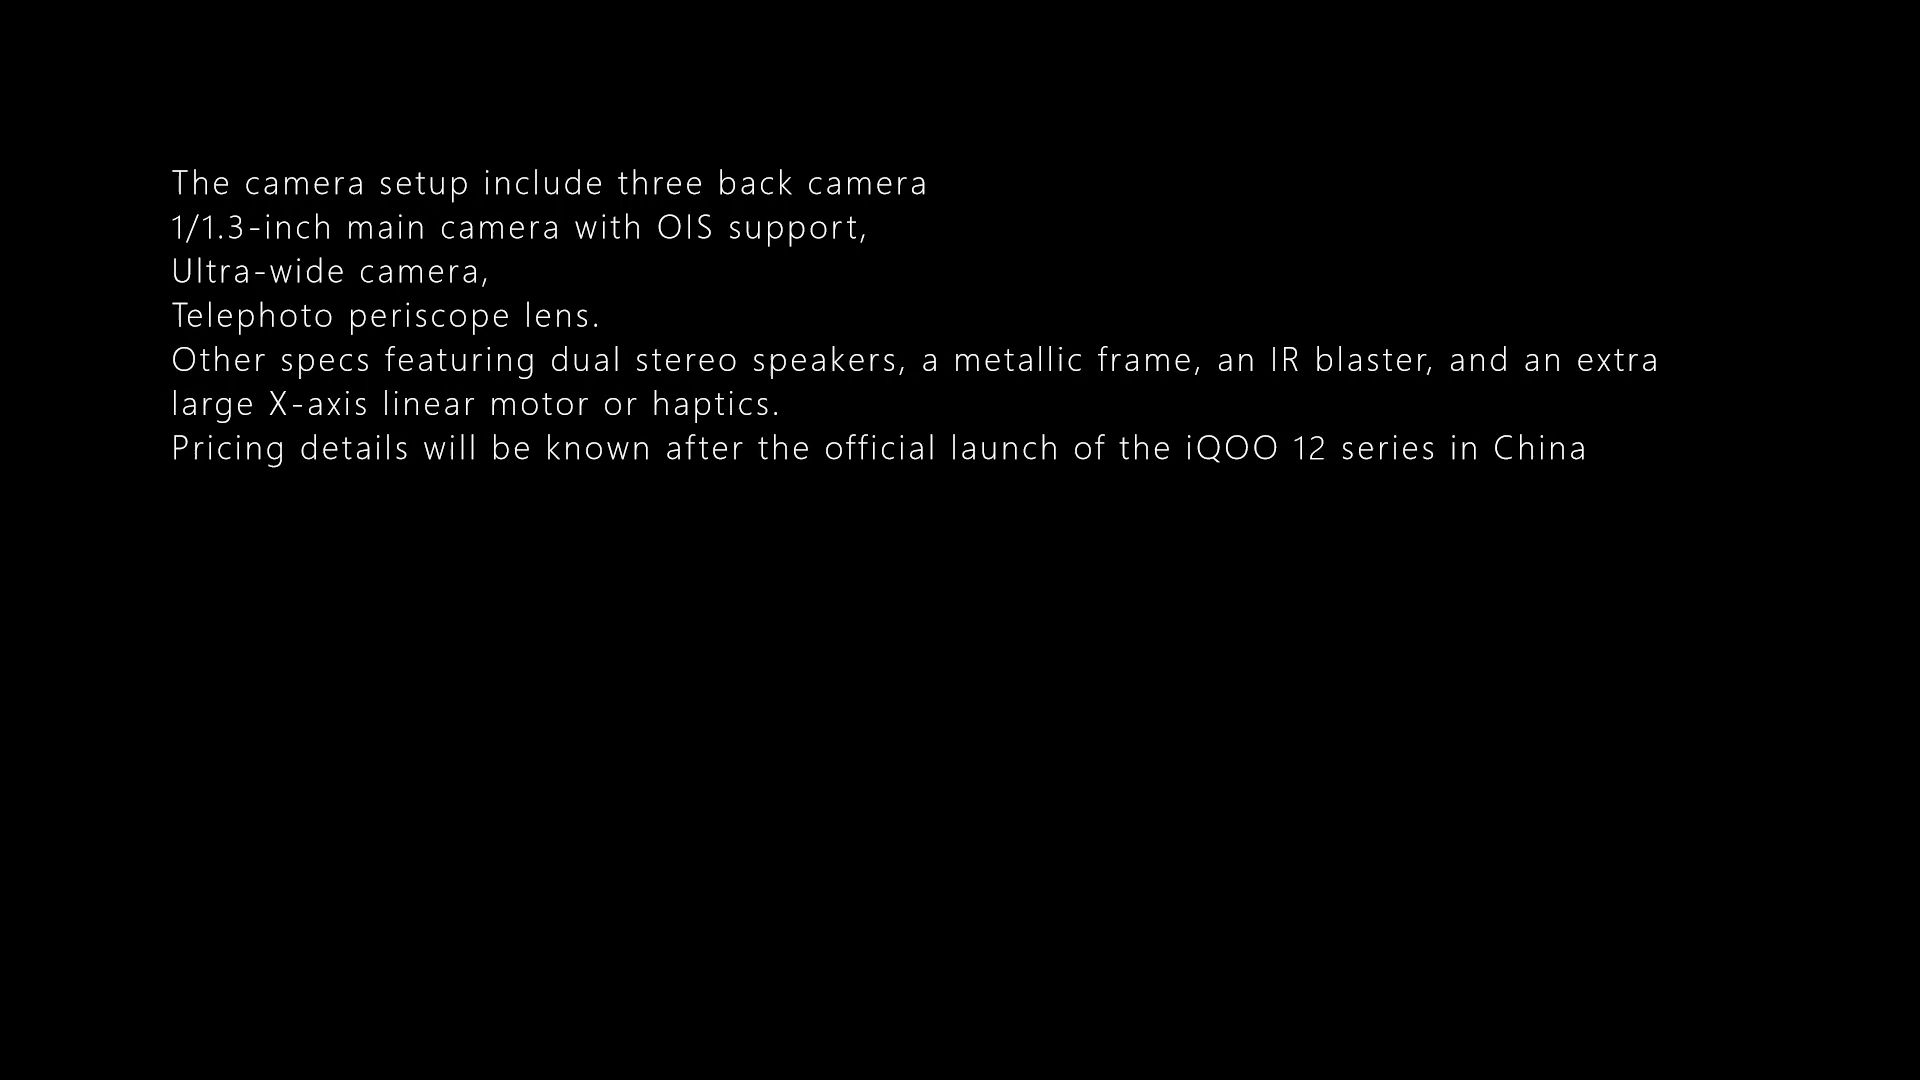 The camera setup include three back camera
1/1.3-inch main camera with OIS support,
Ultra-wide camera,
Telephoto periscope lens.
Other specs featuring dual stereo speakers, a metallic frame, an IR blaster, and an extra
large X-axis linear motor or haptics.
Pricing details will be known after the official launch of the iQOO 12 series in China